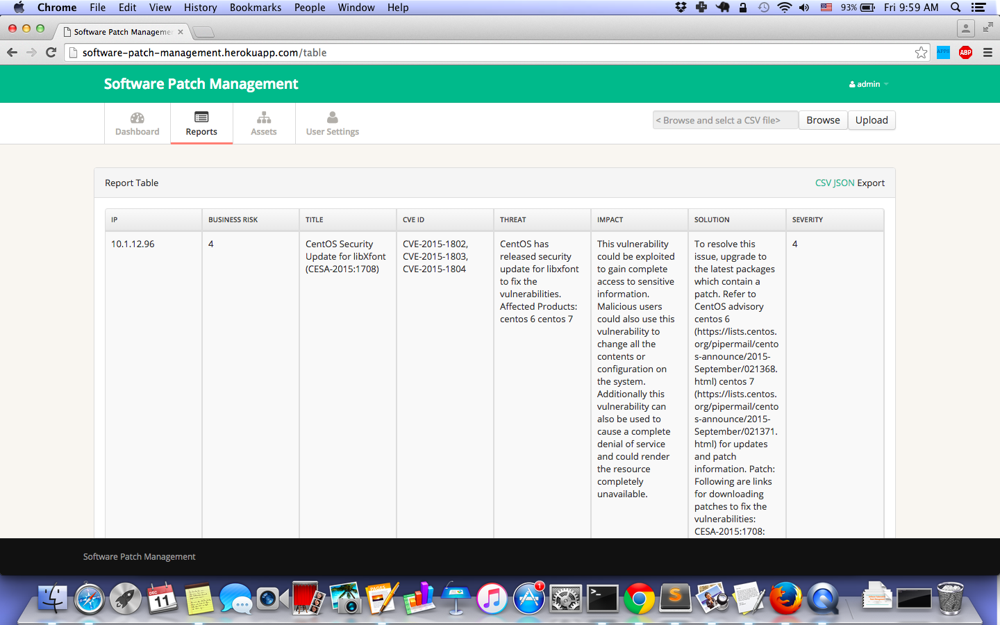 Chrome File Edit View History Bookmarks People Window Help 93% Fri 9:59 AM
Software Patch Managemen
software-patch-management.herokuapp.com/table
APPS
ABP
Software Patch Management
admin
Dashboard
Reports
Assets
User Settings
< Browse and selct a CSV file>
Browse
Upload
Report Table
CSV JSON Export
IP
BUSINESS RISK
TITLE
CVE ID
THREAT
IMPACT
SOLUTION
SEVERITY
10.1.12.96
4
CentOS Security
Update for libXfont
(CESA-2015:1708)
CVE-2015-1802,
CVE-2015-1803,
CVE-2015-1804
CentOS has
released security
update for libxfont
to fix the
vulnerabilities.
Affected Products:
centos 6 centos 7
This vulnerability
could be exploited
to gain complete
access to sensitive
information.
Malicious users
could also use this
vulnerability to
change all the
contents or
configuration on
the system.
Additionally this
vulnerability can
also be used to
cause a complete
denial of service
and could render
the resource
completely
unavailable.
To resolve this
issue, upgrade to
the latest packages
which contain a
patch. Refer to
CentOS advisory
centos 6
(https://lists.centos.
org/pipermail/cento
s-announce/2015-
September/021368.
html) centos 7
(https://lists.centos.
org/pipermail/cento
s-announce/2015-
September/021371.
html) for updates
and patch
information. Patch:
Following are links
for downloading
patches to fix the
vulnerabilities:
CESA-2015:1708:
4
Software Patch Management
DEC
11
PAGES
1